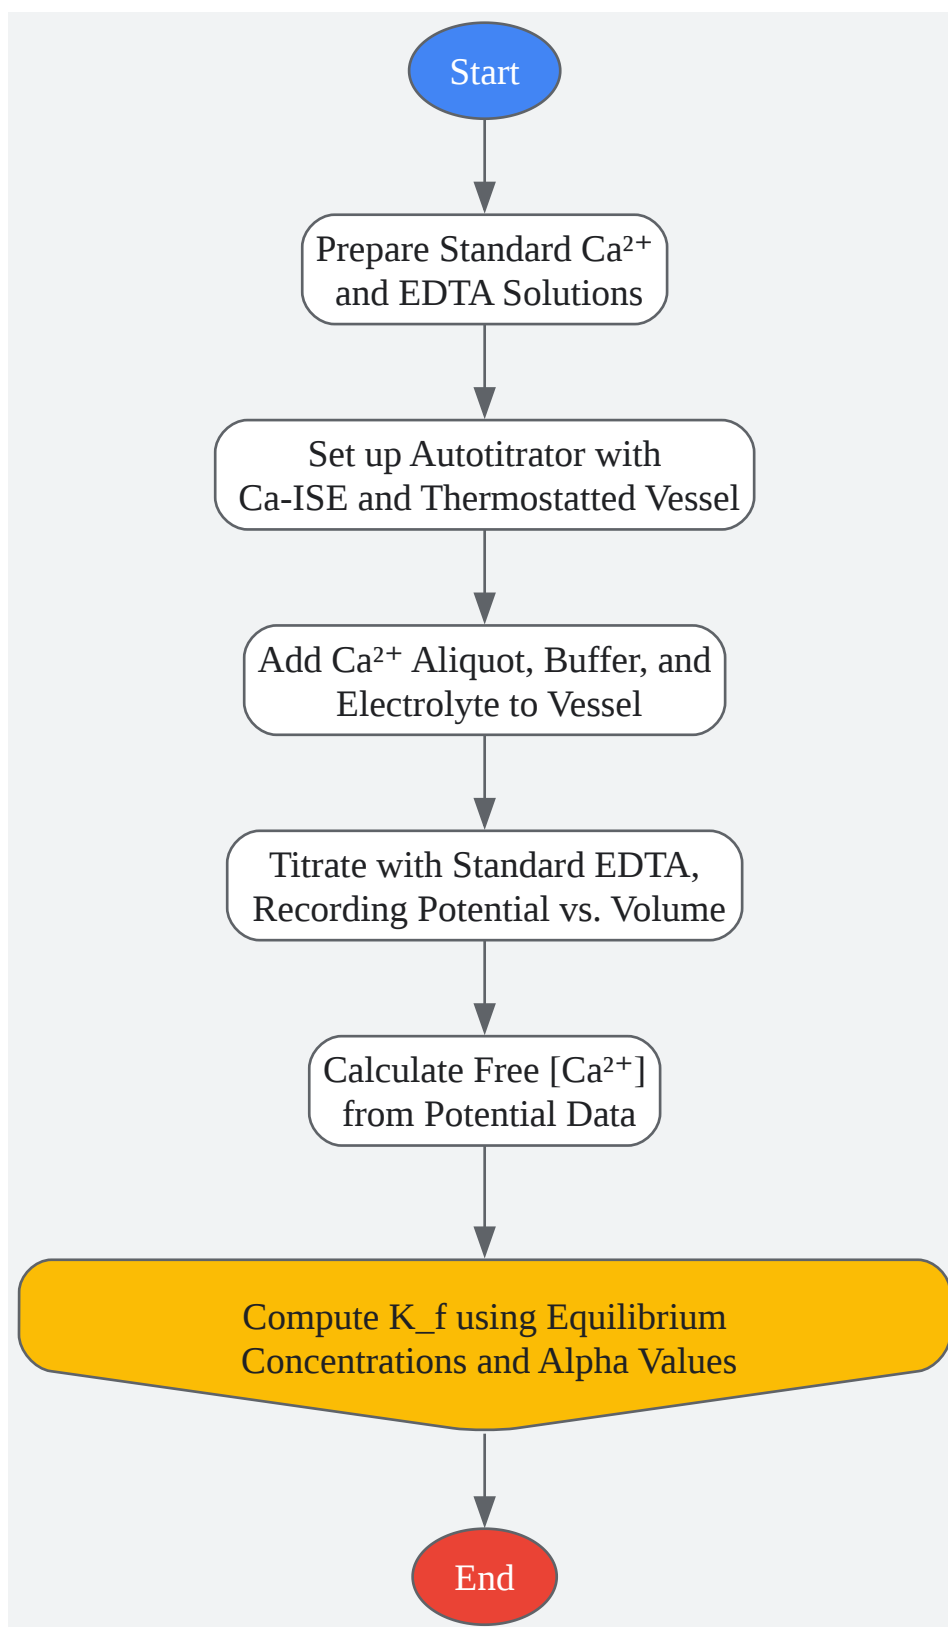 Start
Prepare Standard Ca²⁺
and EDTA Solutions
Set up Autotitrator with
Ca-ISE and Thermostatted Vessel
Add Ca²⁺ Aliquot, Buffer, and
Electrolyte to Vessel
Titrate with Standard EDTA,
Recording Potential vs. Volume
Calculate Free [Ca²⁺]
from Potential Data
Compute K_f using Equilibrium
Concentrations and Alpha Values
End